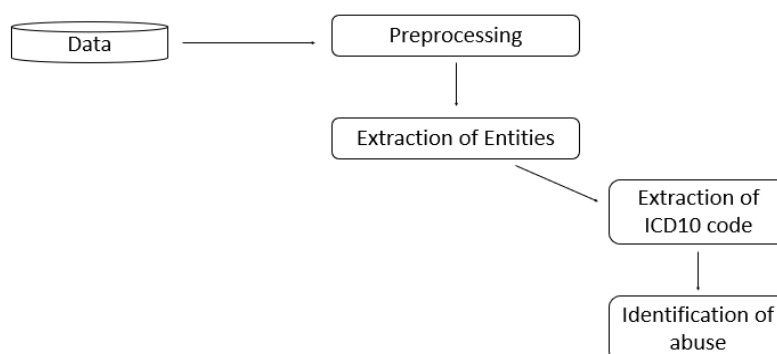 Data
Preprocessing
Extraction of Entities
Extraction of
ICD10 code
Identification of
abuse